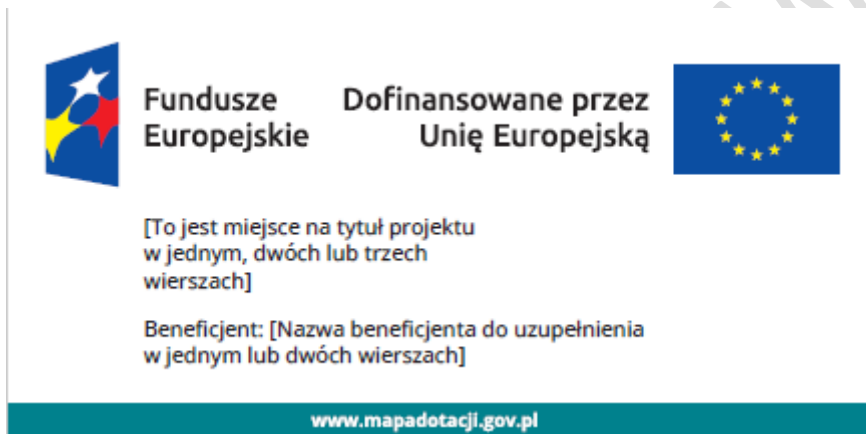 Fundusze
Europejskie
Dofinansowane przez
Unię Europejską
[To jest miejsce na tytuł projektu
w jednym, dwóch lub trzech
wierszach]
Beneficjent: [Nazwa beneficjenta do uzupełnienia
w jednym lub dwóch wierszach]
www.mapadotacji.gov.pl